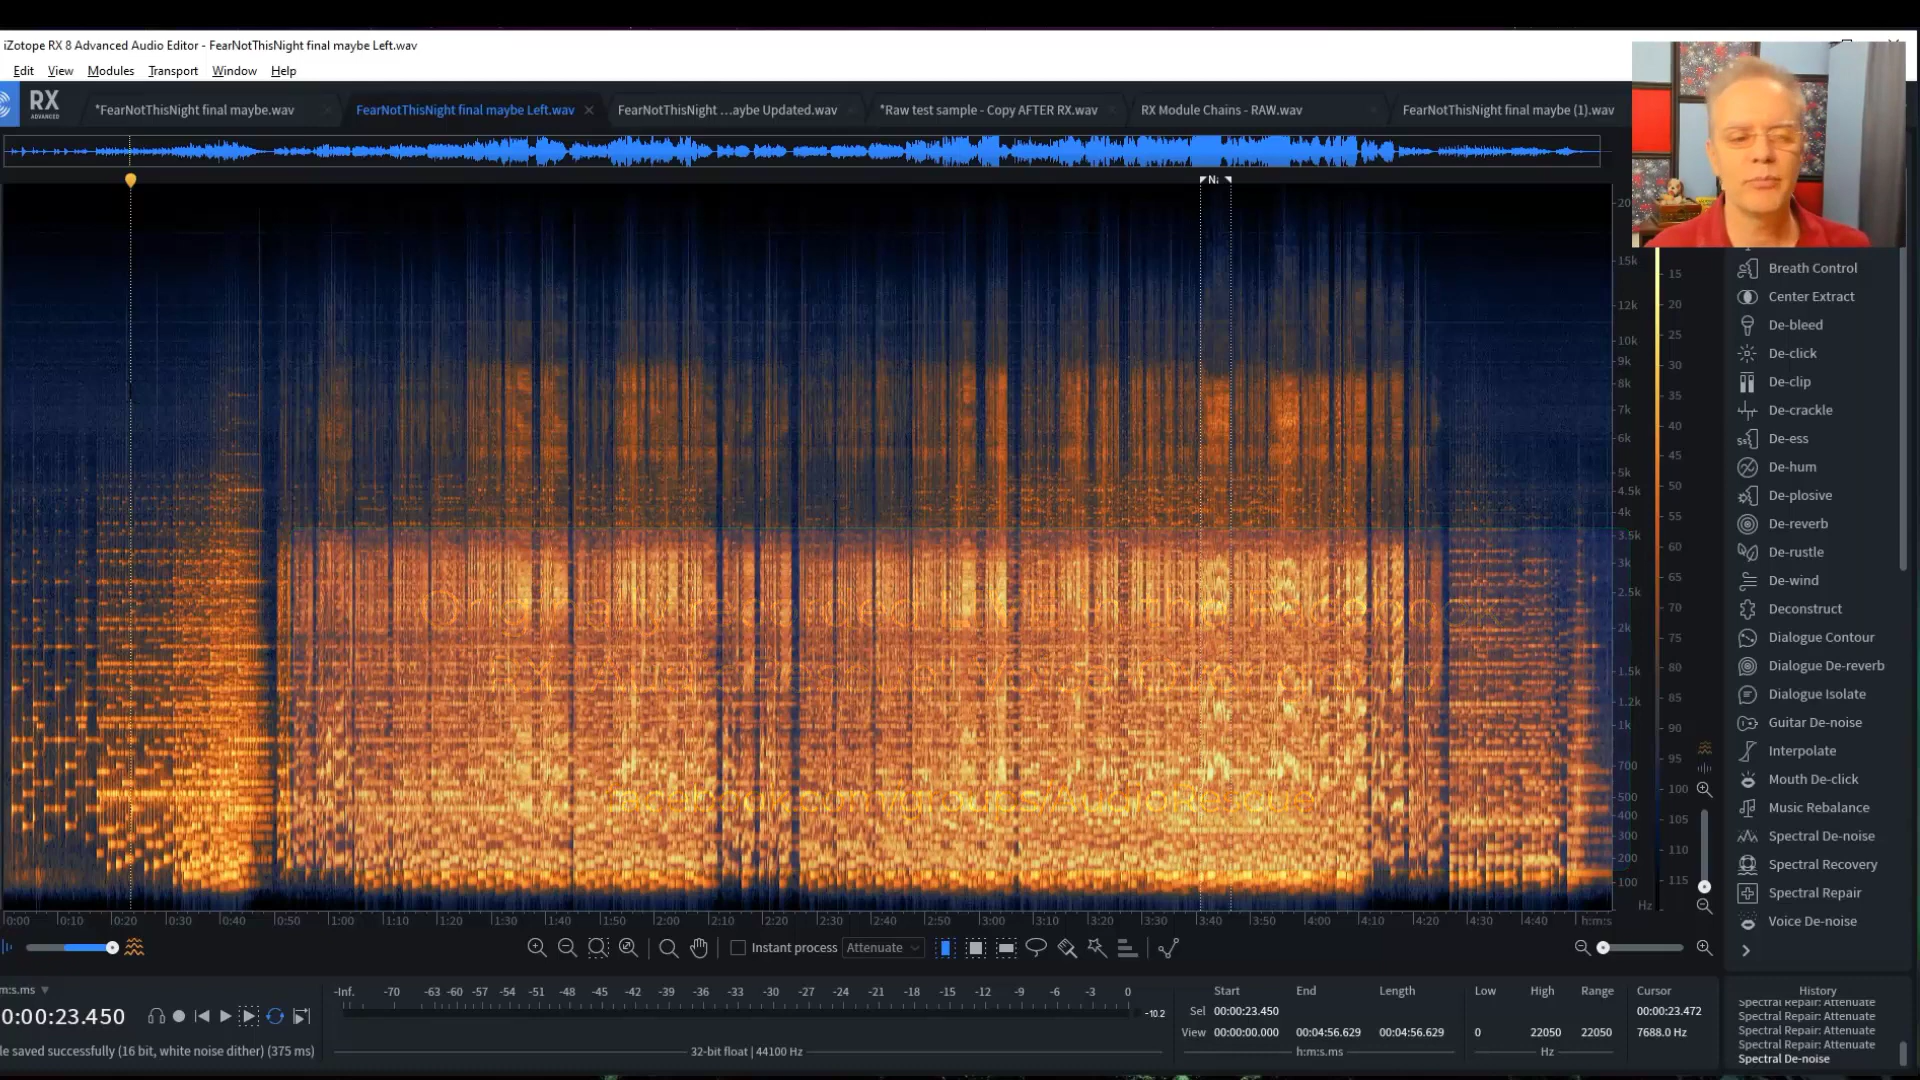 iZotope RX 8 Advanced Audio Editor - FearNotThisNight final maybe Left.wav
Edit View Modules Transport Window Help
RX
ADVANCED
*FearNotThisNight final maybe.wav
FearNotThisNight final maybe Left.wav
FearNotThisNight ...aybe Updated.wav
*Raw test sample - Copy AFTER RX.wav
RX Module Chains - RAW.wav
FearNotThisNight final maybe (1).wav
20
15k
12k
10k
9k
8k
7k
6k
5k
4.5k
4k
3.5k
3k
2.5k
2k
1.5k
1.2k
1k
700
500
400
300
200
100
Hz
15
20
25
30
35
40
45
50
55
60
65
70
75
80
85
90
95
100
105
110
115
Breath Control
Center Extract
De-bleed
De-click
De-clip
De-crackle
De-ess
De-hum
De-plosive
De-reverb
De-rustle
De-wind
Deconstruct
Dialogue Contour
Dialogue De-reverb
Dialogue Isolate
Guitar De-noise
Interpolate
Mouth De-click
Music Rebalance
Spectral De-noise
Spectral Recovery
Spectral Repair
Voice De-noise
0:00 0:10 0:20 0:30 0:40 0:50 1:00 1:10 1:20 1:30 1:40 1:50 2:00 2:10 2:20 2:30 2:40 2:50 3:00 3:10 3:20 3:30 3:40 3:50 4:00 4:10 4:20 4:30 4:40 h:m:s
Instant process Attenuate
m:s.ms
0:00:23.450
le saved successfully (16 bit, white noise dither) (375 ms)
-Inf. -70 -63 -60 -57 -54 -51 -48 -45 -42 -39 -36 -33 -30 -27 -24 -21 -18 -15 -12 -9 -6 -3 0
-10.2
32-bit float | 44100 Hz
Start End Length
Sel 00:00:23.450
View 00:00:00.000 00:04:56.629 00:04:56.629
h:m:s.ms
Low High Range
0 22050 22050
Hz
Cursor
00:00:23.472
7688.0 Hz
History
Spectral Repair: Attenuate
Spectral Repair: Attenuate
Spectral Repair: Attenuate
Spectral Repair: Attenuate
Spectral De-noise